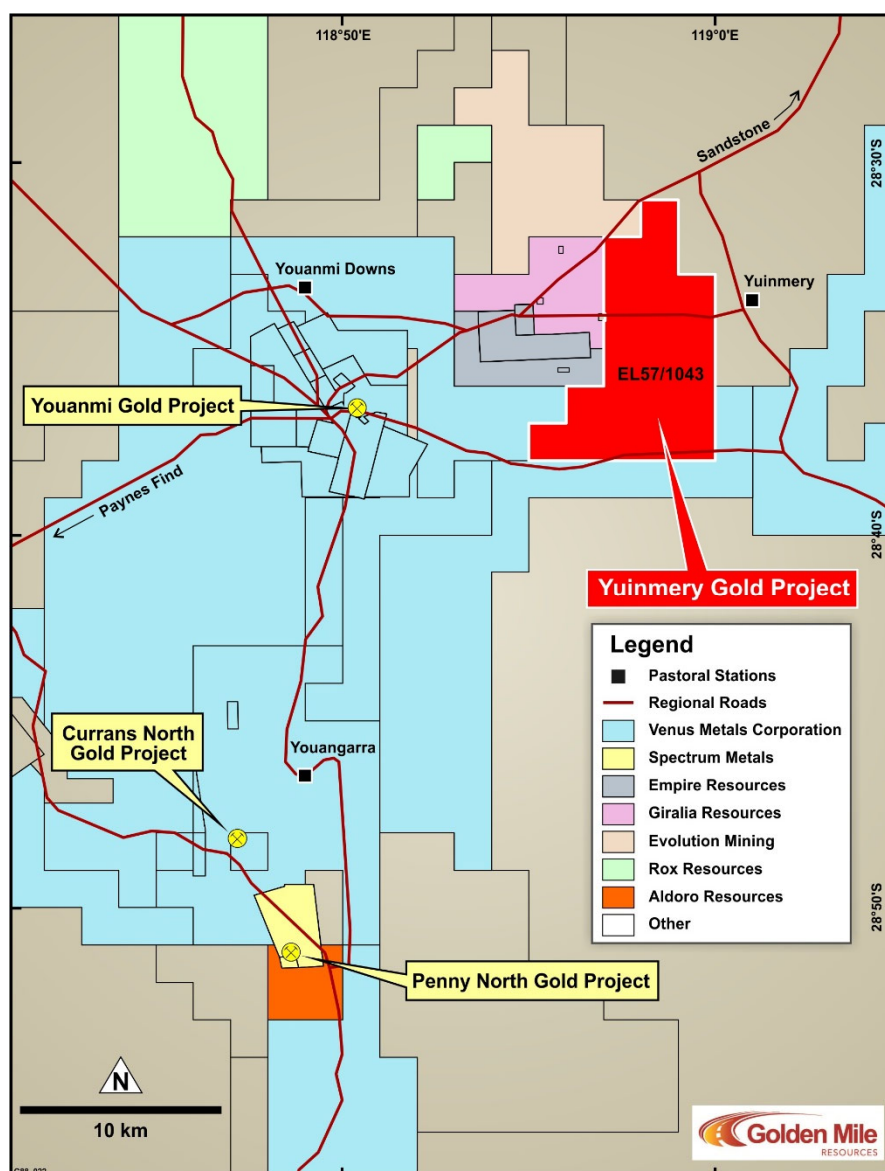 118°50'E
119°0'E
Sandstone
28°30'S
Youanmi Downs
Yuinmery
EL57/1043
Youanmi Gold Project
Paynes Find
28°40'S
Yuinmery Gold Project
Legend
Pastoral Stations
Regional Roads
Venus Metals Corporation
Spectrum Metals
Empire Resources
Giralia Resources
Evolution Mining
Rox Resources
Aldoro Resources
Other
Currans North
Gold Project
Youangarra
28°50'S
Penny North Gold Project
N
10 km
Golden Mile
RESOURCES